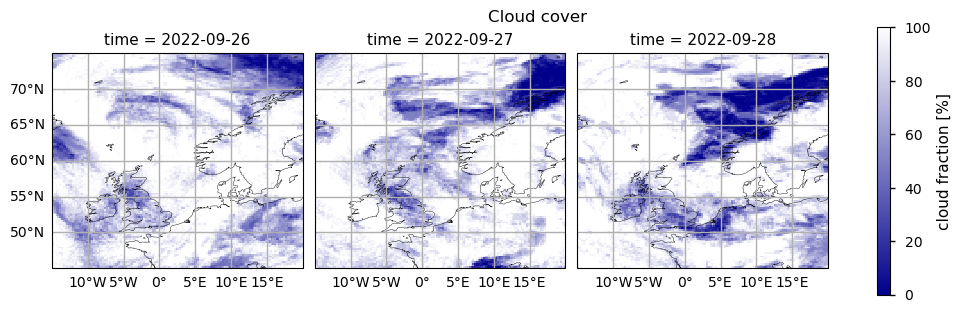 Cloud cover
time = 2022-09-26
time = 2022-09-27
time = 2022-09-28
70°N
65°N
60°N
55°N
50°N
10°W 5°W 0° 5°E 10°E 15°E
10°W 5°W 0° 5°E 10°E 15°E
10°W 5°W 0° 5°E 10°E 15°E
100
80
60
40
20
0
cloud fraction [%]